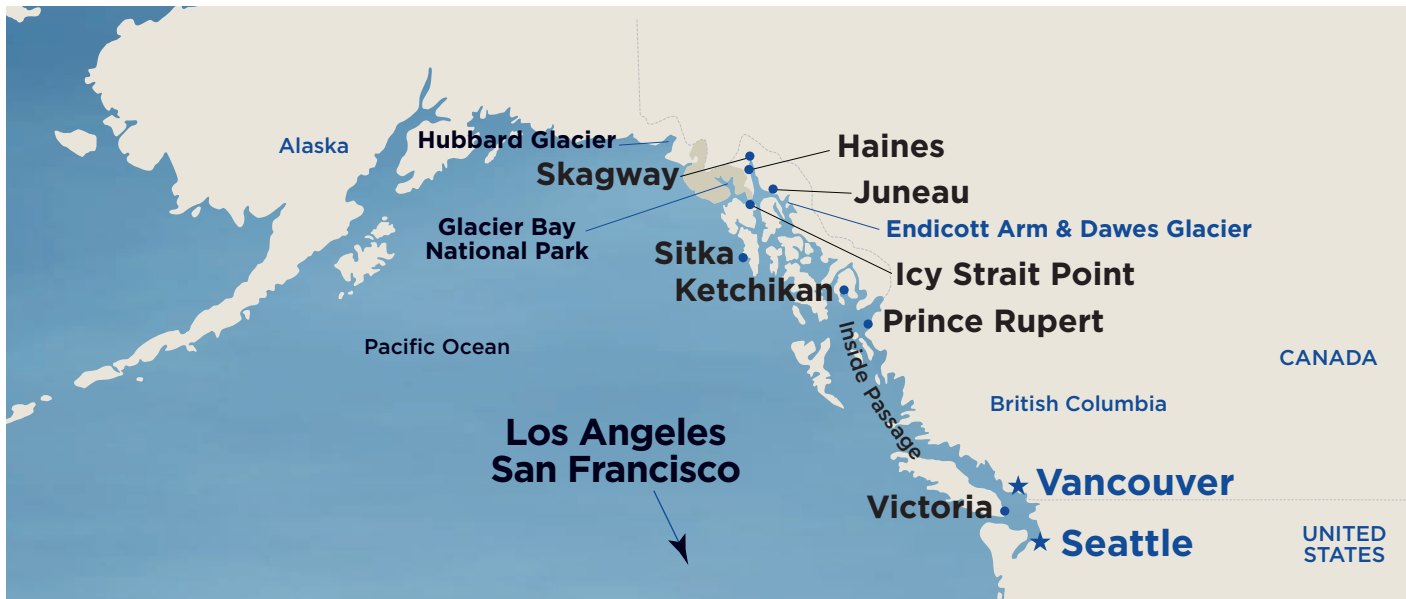 Alaska
Hubbard Glacier
Haines
Skagway
Juneau
Glacier Bay
National Park
Endicott Arm & Dawes Glacier
Sitka
Icy Strait Point
Ketchikan
Prince Rupert
Inside Passage
Pacific Ocean
CANADA
British Columbia
Los Angeles
San Francisco
Vancouver
Victoria
Seattle
UNITED
STATES